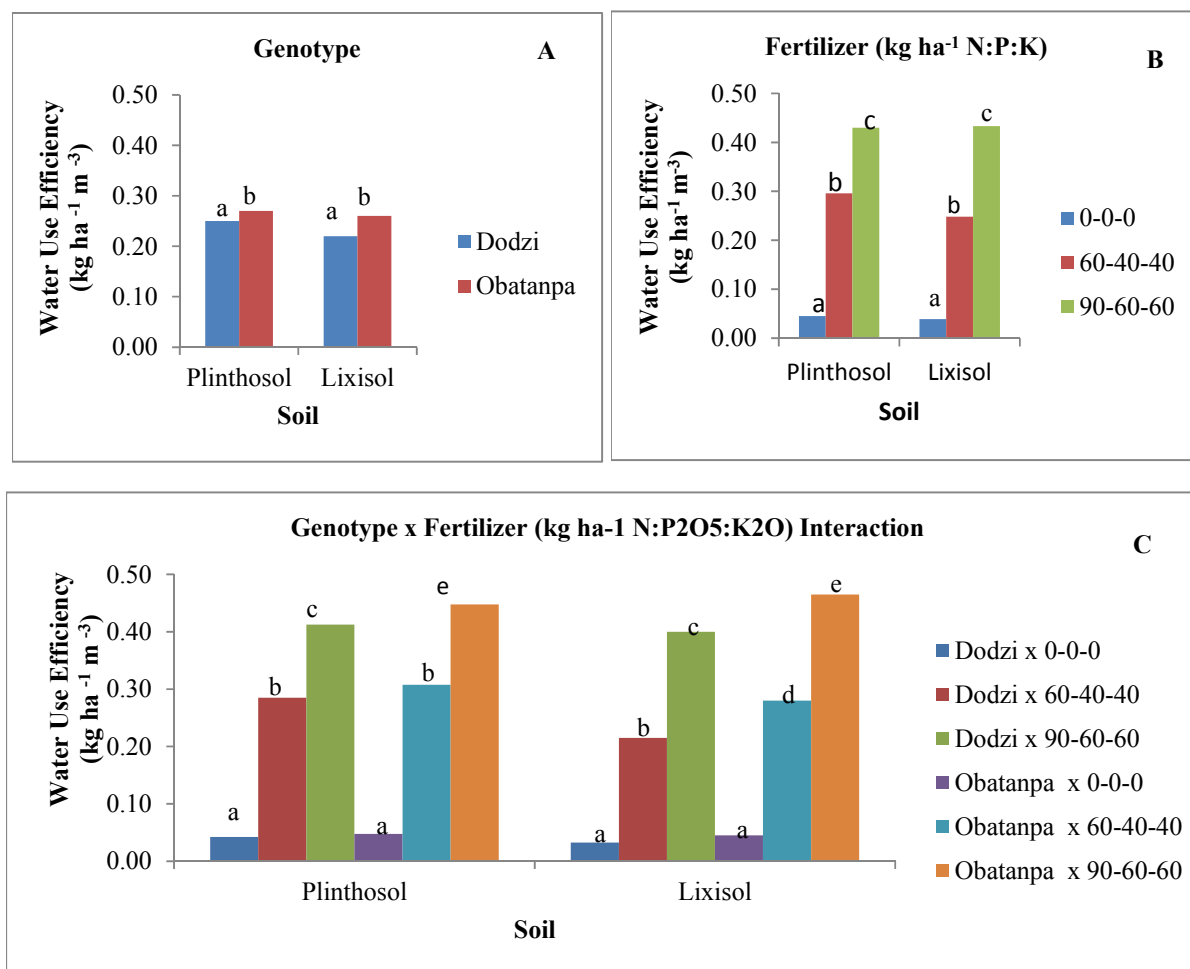 Genotype
A
Water Use Efficiency
(kg ha -1 m -3)
0.50
0.40
0.30
0.20
0.10
0.00
a
b
a
b
Plinthosol
Lixisol
Soil
Dodzi
Obatanpa
Fertilizer (kg ha-1 N:P:K)
B
Water Use Efficiency
(kg ha-1 m-3)
0.50
0.40
0.30
0.20
0.10
0.00
a
b
c
a
b
c
Plinthosol
Lixisol
Soil
0-0-0
60-40-40
90-60-60
Genotype x Fertilizer (kg ha-1 N:P2O5:K2O) Interaction
C
Water Use Efficiency
(kg ha -1 m -3)
0.50
0.40
0.30
0.20
0.10
0.00
a
b
c
a
b
e
a
b
c
a
d
e
Plinthosol
Lixisol
Soil
Dodzi x 0-0-0
Dodzi x 60-40-40
Dodzi x 90-60-60
Obatanpa x 0-0-0
Obatanpa x 60-40-40
Obatanpa x 90-60-60